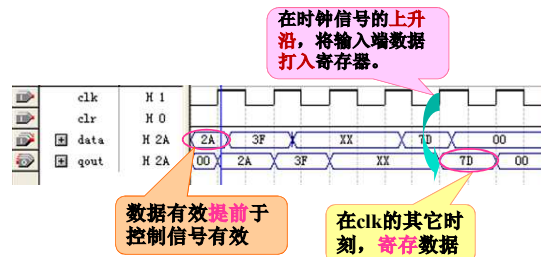 在时钟信号的上升
沿，将输入端数据
打入寄存器。
clk H 1
clr H 0
data H 2A 2A 3F XX 7D 00
qout H 2A 00 2A 3F XX 7D 00
数据有效提前于
控制信号有效
在clk的其它时
刻，寄存数据